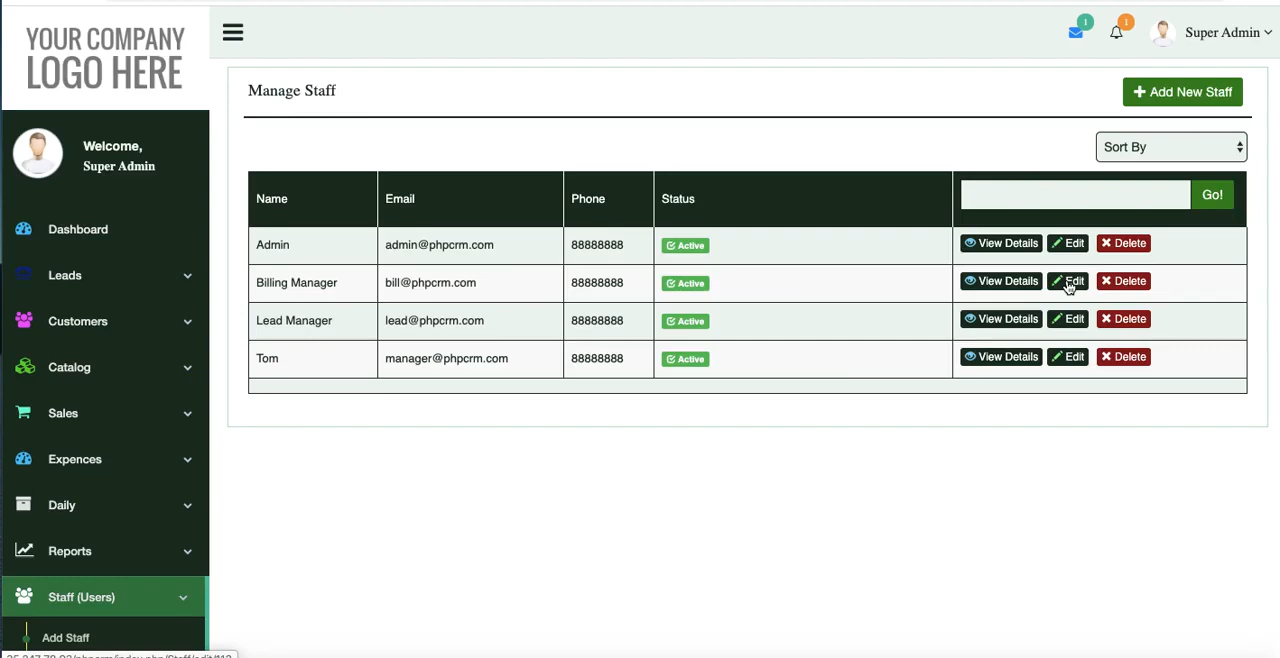 YOUR COMPANY
LOGO HERE
1
1
Super Admin
Welcome,
Super Admin
Dashboard
Leads
Customers
Catalog
Sales
Expences
Daily
Reports
Staff (Users)
Add Staff
Manage Staff
Add New Staff
Sort By
Name Email Phone Status Go!
Admin admin@phpcrm.com 88888888 Active View Details Edit Delete
Billing Manager bill@phpcrm.com 88888888 Active View Details Edit Delete
Lead Manager lead@phpcrm.com 88888888 Active View Details Edit Delete
Tom manager@phpcrm.com 88888888 Active View Details Edit Delete